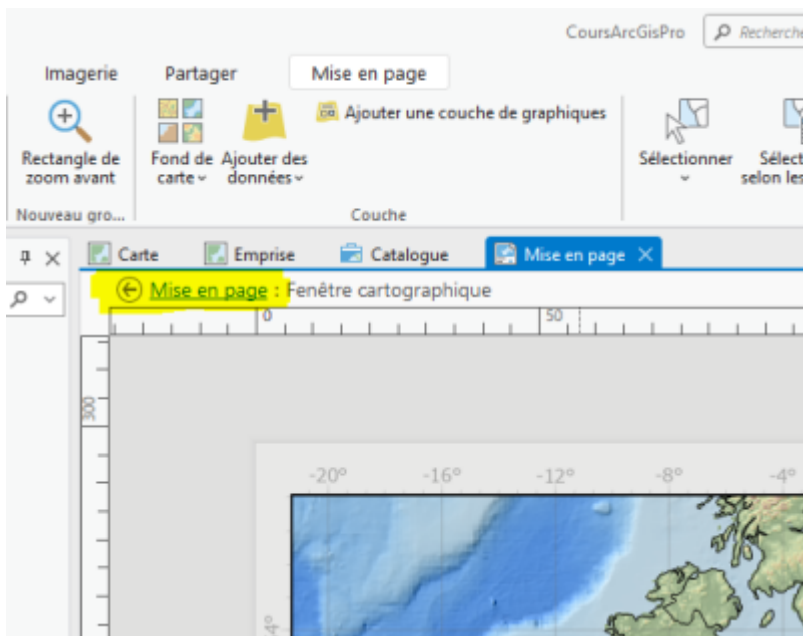 CoursArcGisPro Recherche
Imagerie Partager Mise en page
Ajouter une couche de graphiques
Rectangle de zoom avant
Fond de carte
Ajouter des données
Sélectionner
Sélect
selon les
Nouveau gro... Couche
Carte Emprise Catalogue Mise en page
Mise en page : Fenêtre cartographique
0 50
300
-20° -16° -12° -8° -4°
4°